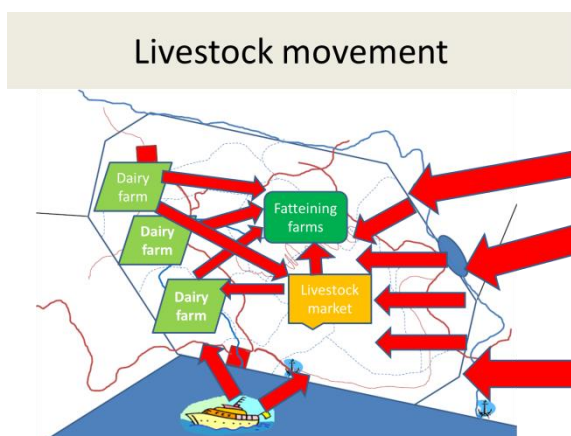 Livestock movement
Dairy
farm
Dairy
farm
Dairy
farm
Fatteining
farms
Livestock
market